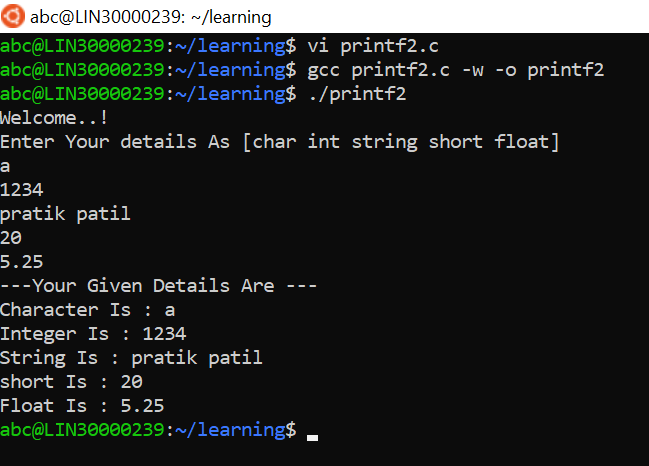 abc@LIN30000239: ~/learning
abc@LIN30000239:~/learning$ vi printf2.c
abc@LIN30000239:~/learning$ gcc printf2.c -w -o printf2
abc@LIN30000239:~/learning$ ./printf2
Welcome..!
Enter Your details As [char int string short float]
a
1234
pratik patil
20
5.25
---Your Given Details Are ---
Character Is : a
Integer Is : 1234
String Is : pratik patil
short Is : 20
Float Is : 5.25
abc@LIN30000239:~/learning$